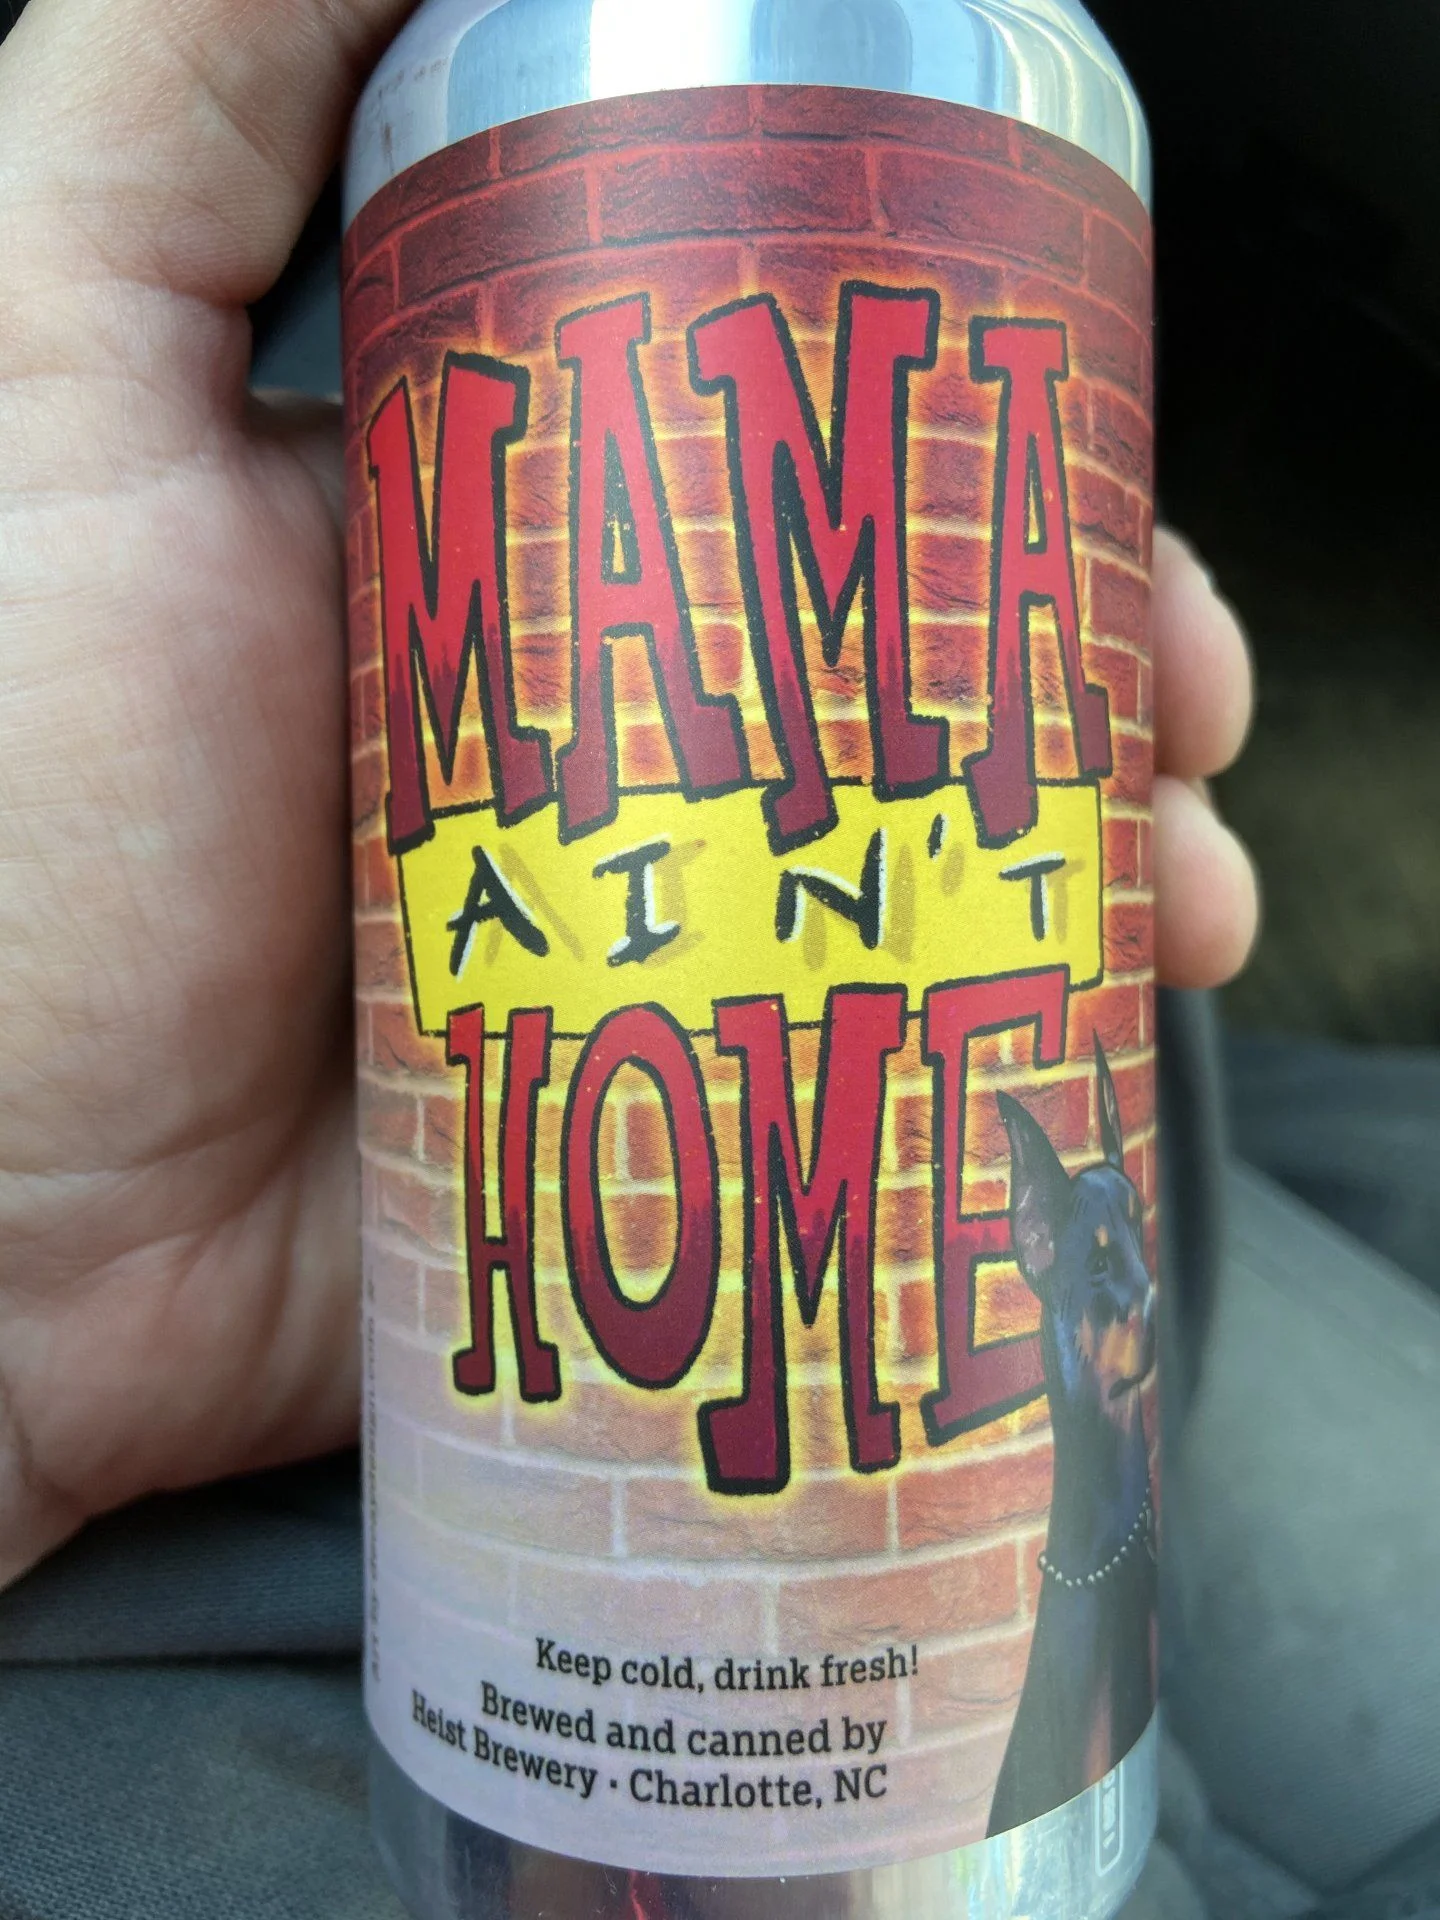 MAMA
AIN'T
HOME
Keep cold, drink fresh!
Brewed and canned by
Heist Brewery · Charlotte, NC